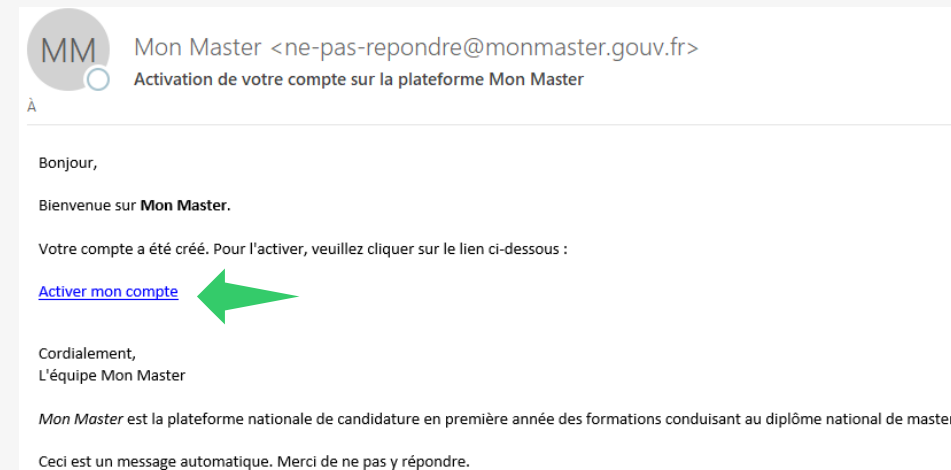 MM
Mon Master <ne-pas-repondre@monmaster.gouv.fr>
Activation de votre compte sur la plateforme Mon Master
À
Bonjour,
Bienvenue sur Mon Master.
Votre compte a été créé. Pour l'activer, veuillez cliquer sur le lien ci-dessous :
Activer mon compte
Cordialement,
L'équipe Mon Master
Mon Master est la plateforme nationale de candidature en première année des formations conduisant au diplôme national de master
Ceci est un message automatique. Merci de ne pas y répondre.